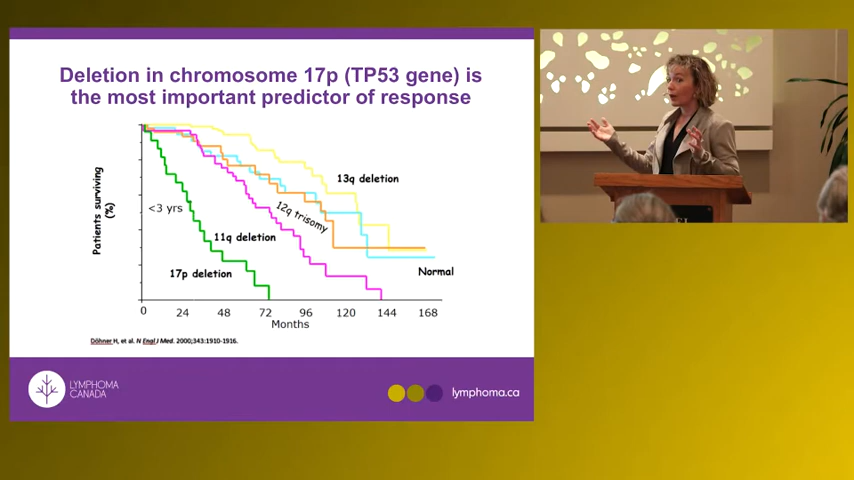 Deletion in chromosome 17p (TP53 gene) is
the most important predictor of response
Patients surviving
(%)
13q deletion
<3 yrs
12q trisomy
11q deletion
17p deletion
Normal
0 24 48 72 96 120 144 168
Months
Döhner H, et al. N Engl J Med. 2000;343:1910-1916.
LYMPHOMA
CANADA
lymphoma.ca